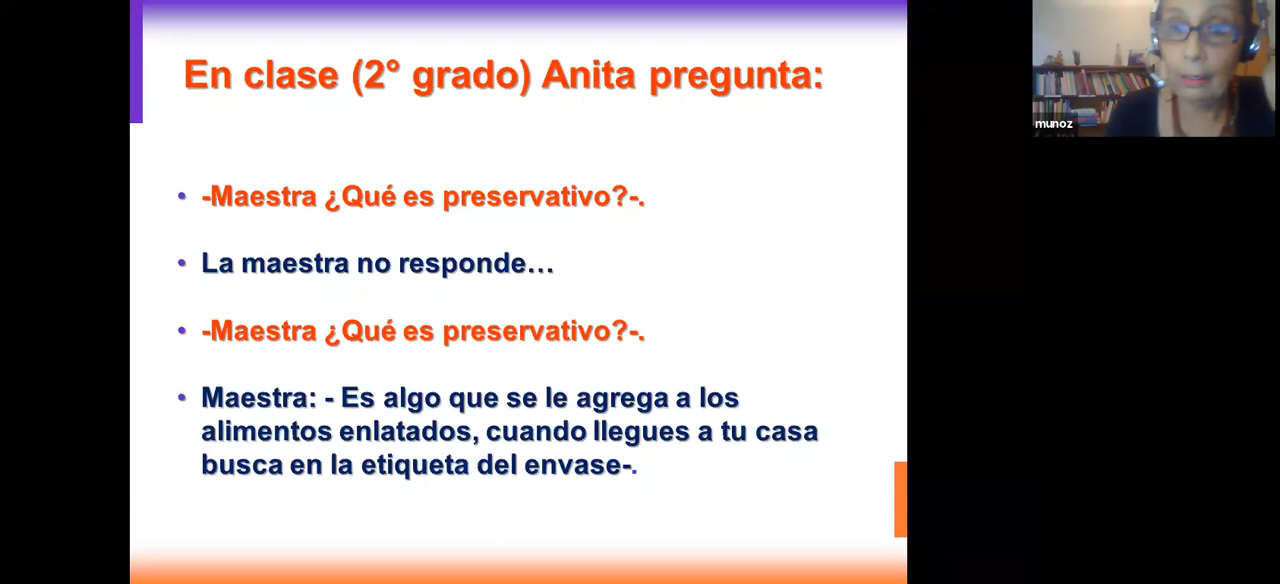 En clase (2° grado) Anita pregunta:
• -Maestra ¿Qué es preservativo?-.
• La maestra no responde…
• -Maestra ¿Qué es preservativo?-.
• Maestra: - Es algo que se le agrega a los
alimentos enlatados, cuando llegues a tu casa
busca en la etiqueta del envase-.
munoz